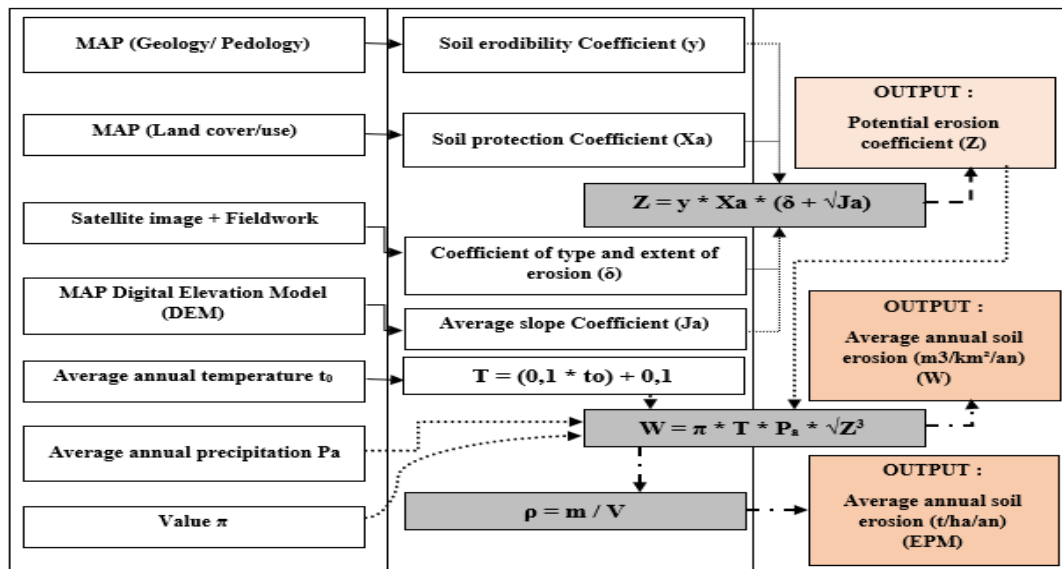 MAP (Geology/ Pedology)
MAP (Land cover/use)
Satellite image + Fieldwork
MAP Digital Elevation Model
(DEM)
Average annual temperature t₀
Average annual precipitation Pa
Value π
Soil erodibility Coefficient (y)
Soil protection Coefficient (Xa)
Z = y * Xa * (δ + √Ja)
Coefficient of type and extent of
erosion (δ)
Average slope Coefficient (Ja)
T = (0,1 * to) + 0,1
W = π * T * Pₐ * √Z³
ρ = m / V
OUTPUT :
Potential erosion
coefficient (Z)
OUTPUT :
Average annual soil
erosion (m3/km²/an)
(W)
OUTPUT :
Average annual soil
erosion (t/ha/an)
(EPM)